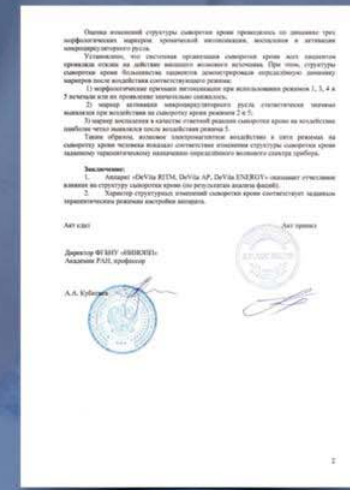 Оценка изменений структуры сыворотки крови проводилась по динамике трех
морфологических маркеров: хронической интоксикации, воспаления и активации
микроциркуляторного русла.
Установлено, что системная организация сыворотки крови всех пациентов
проявила отклик на действие внешнего волнового источника. При этом, структуры
сыворотки крови большинства пациентов демонстрировали определённую динамику
маркеров после воздействия соответствующего режима:
1) морфологические признаки интоксикации при использовании режимов 1, 3, 4 и
5 исчезали или их проявление значительно снижалось;
2) маркер активации микроциркуляторного русла статистически значимо
выявился при воздействии на сыворотку крови режимов 2 и 5;
3) маркер воспаления в качестве ответной реакции сыворотки крови на воздействие
наиболее четко выявлялся после воздействия режима 5.
Таким образом, волновое электромагнитное воздействие в пяти режимах на
сыворотку крови человека показало соответствие изменения структуры сыворотки крови
заданному терапевтическому назначению определённого волнового спектра прибора.
Заключение:
1. Аппарат «DeVita RITM, DeVita AP, DeVita ENERGY» оказывает отчетливое
влияние на структуру сыворотки крови (по результатам анализа фаций).
2. Характер структурных изменений сыворотки крови соответствует заданным
терапевтическим режимам настройки аппарата.
Акт сдал
Акт принял
Директор ФГБНУ
Академик РАН, профессор
А.А.
2